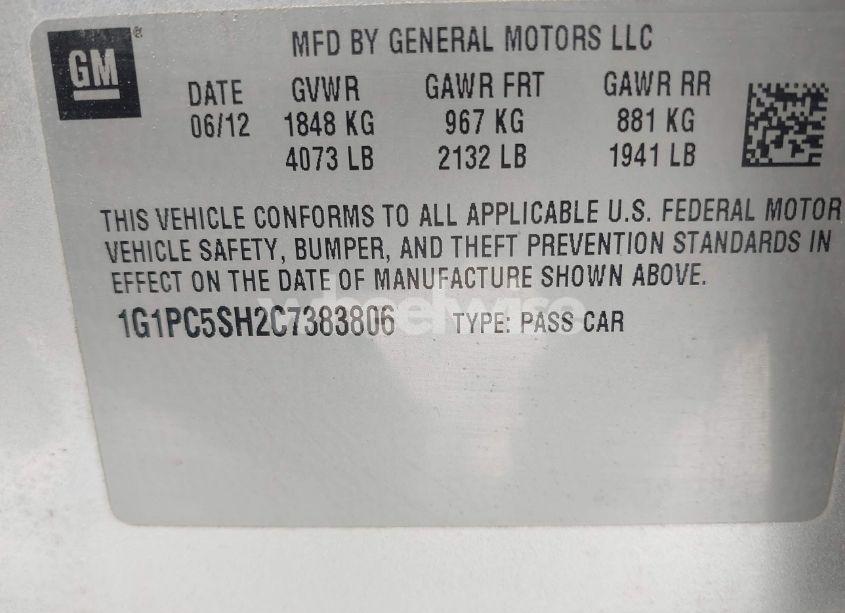 GM
MFD BY GENERAL MOTORS LLC
DATE GVWR GAWR FRT GAWR RR
06/12 1848 KG 967 KG 881 KG
4073 LB 2132 LB 1941 LB
THIS VEHICLE CONFORMS TO ALL APPLICABLE U.S. FEDERAL MOTOR
VEHICLE SAFETY, BUMPER, AND THEFT PREVENTION STANDARDS IN
EFFECT ON THE DATE OF MANUFACTURE SHOWN ABOVE.
1G1PC5SH2C7383806 TYPE: PASS CAR
wheelwise